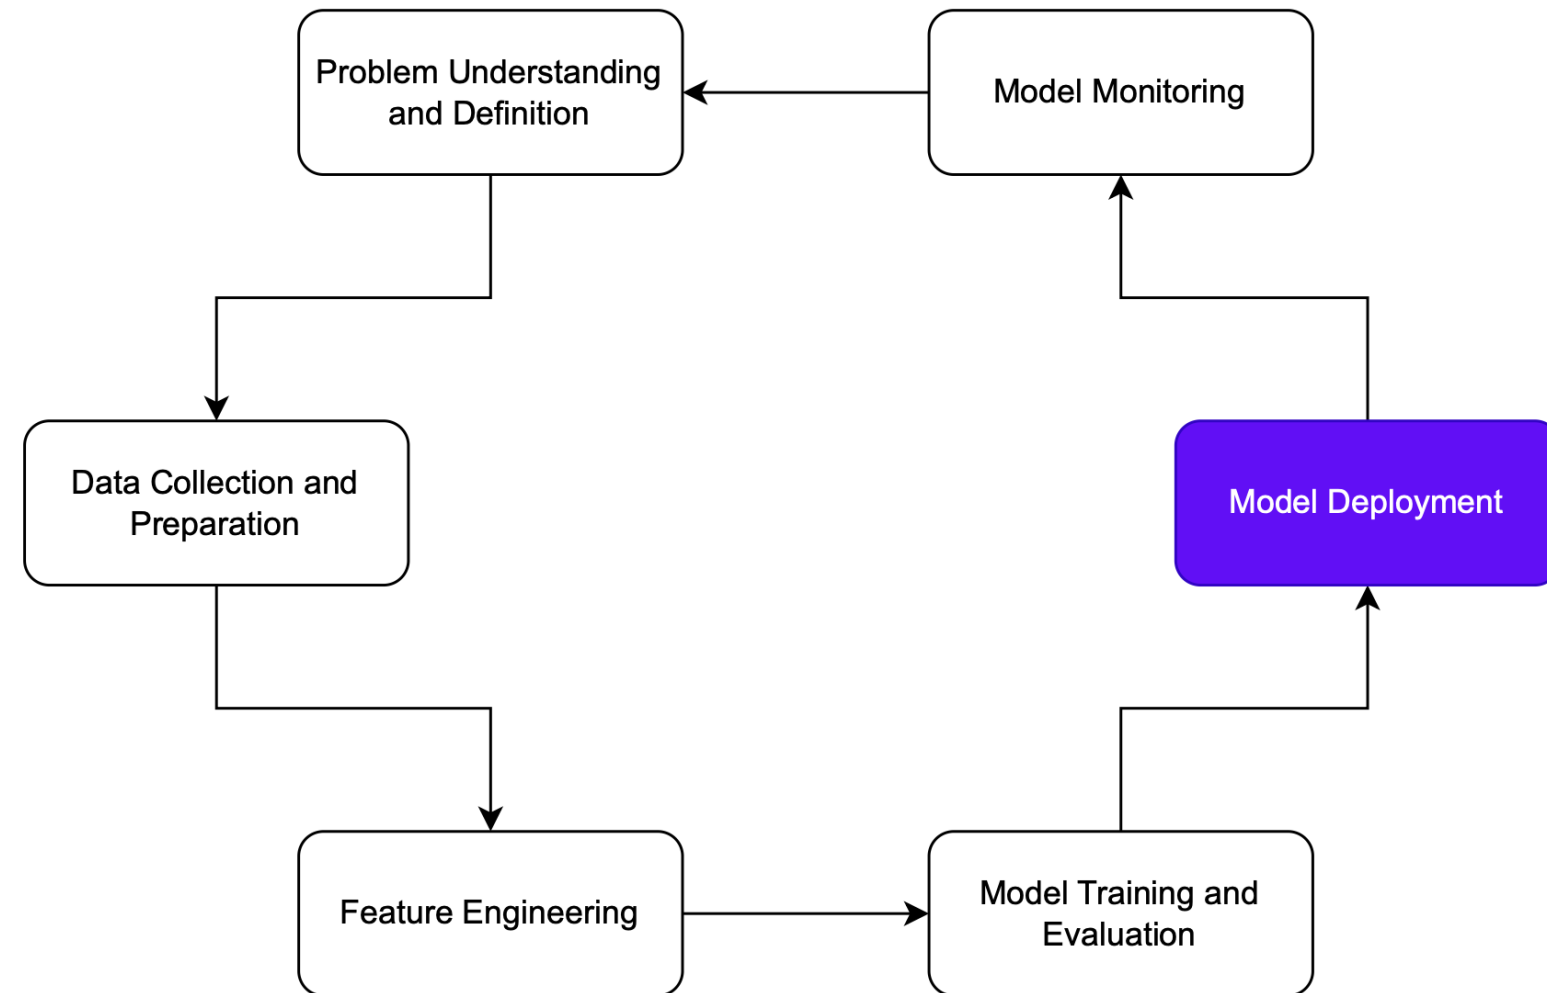 Problem Understanding
and Definition
Model Monitoring
Data Collection and
Preparation
Model Deployment
Feature Engineering
Model Training and
Evaluation